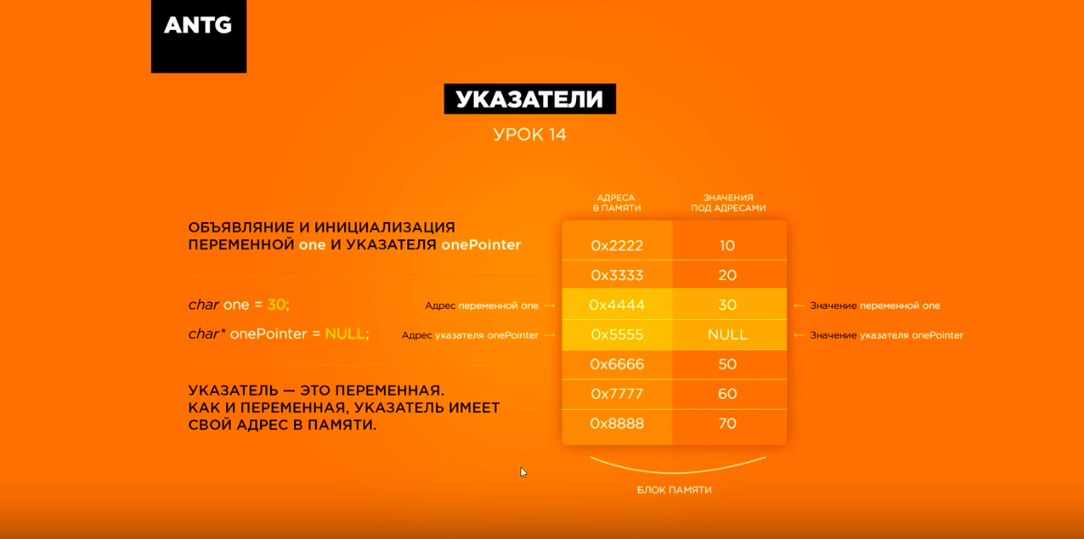 ANTG
УКАЗАТЕЛИ
УРОК 14
АДРЕСА
В ПАМЯТИ
ЗНАЧЕНИЯ
ПОД АДРЕСАМИ
ОБЪЯВЛЯНИЕ И ИНИЦИАЛИЗАЦИЯ
ПЕРЕМЕННОЙ one И УКАЗАТЕЛЯ onePointer
0x2222 10
0x3333 20
char one = 30; Адрес переменной one → 0x4444 30 ← Значение переменной one
char* onePointer = NULL; Адрес указателя onePointer → 0x5555 NULL ← Значение указателя onePointer
0x6666 50
УКАЗАТЕЛЬ — ЭТО ПЕРЕМЕННАЯ.
КАК И ПЕРЕМЕННАЯ, УКАЗАТЕЛЬ ИМЕЕТ
СВОЙ АДРЕС В ПАМЯТИ.
0x7777 60
0x8888 70
БЛОК ПАМЯТИ